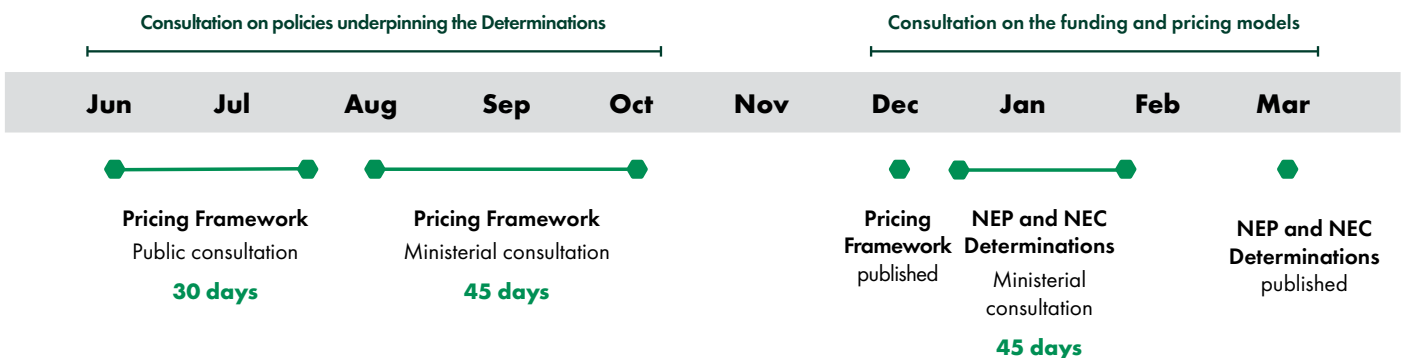 Consultation on policies underpinning the Determinations
Consultation on the funding and pricing models
Jun Jul Aug Sep Oct Nov Dec Jan Feb Mar
Pricing Framework
Public consultation
30 days
Pricing Framework
Ministerial consultation
45 days
Pricing
Framework
published
NEP and NEC
Determinations
Ministerial
consultation
45 days
NEP and NEC
Determinations
published